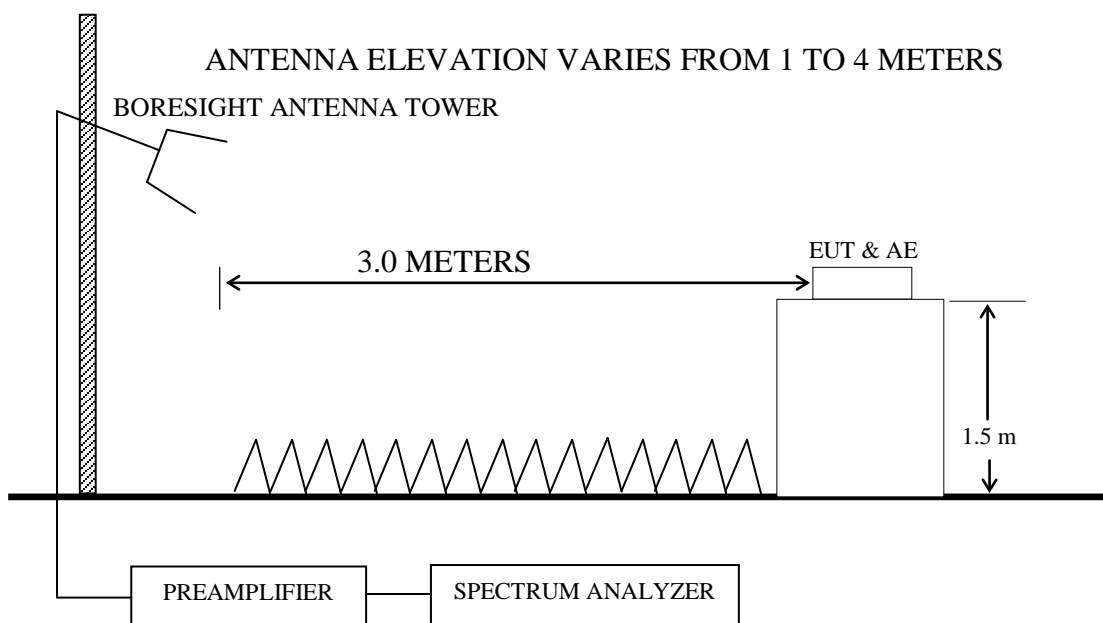 ANTENNA ELEVATION VARIES FROM 1 TO 4 METERS
BORESIGHT ANTENNA TOWER
EUT & AE
3.0 METERS
1.5 m
PREAMPLIFIER
SPECTRUM ANALYZER